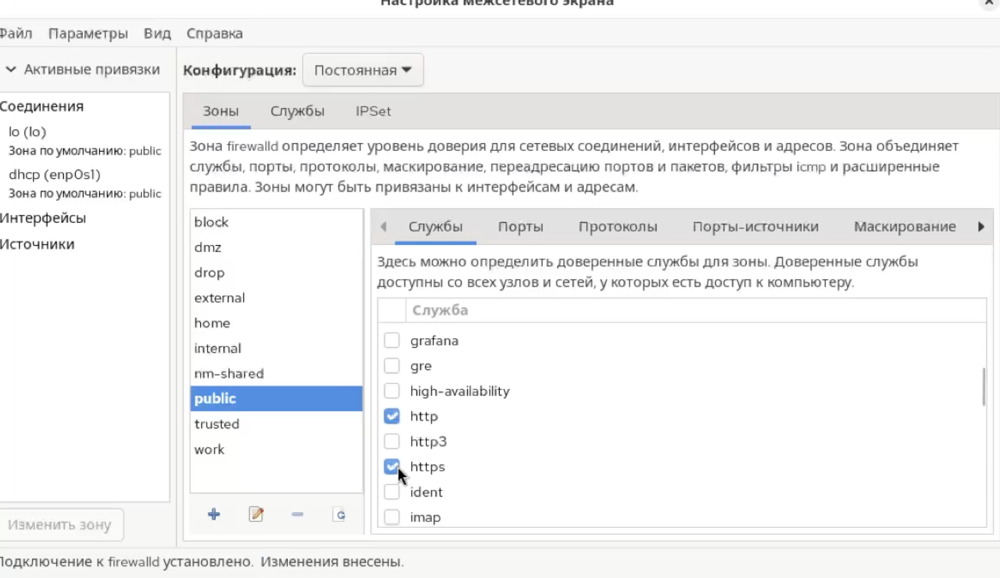 Настройка межсетевого экрана
Файл Параметры Вид Справка
Активные привязки
Соединения
lo (lo)
Зона по умолчанию: public
dhcp (enp0s1)
Зона по умолчанию: public
Интерфейсы
Источники
Изменить зону
Конфигурация: Постоянная
Зоны Службы IPSet
Зона firewalld определяет уровень доверия для сетевых соединений, интерфейсов и адресов. Зона объединяет
службы, порты, протоколы, маскирование, переадресацию портов и пакетов, фильтры icmp и расширенные
правила. Зоны могут быть привязаны к интерфейсам и адресам.
block
dmz
drop
external
home
internal
nm-shared
public
trusted
work
Службы Порты Протоколы Порты-источники Маскирование
Здесь можно определить доверенные службы для зоны. Доверенные службы
доступны со всех узлов и сетей, у которых есть доступ к компьютеру.
Служба
grafana
gre
high-availability
http
http3
https
ident
imap
Подключение к firewalld установлено. Изменения внесены.